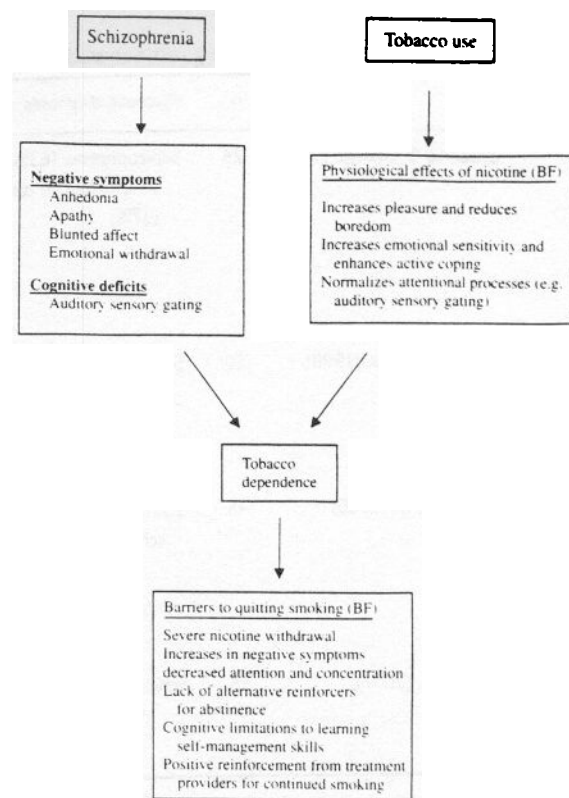 Schizophrenia
Tobacco use
Negative symptoms
Anhedonia
Apathy
Blunted affect
Emotional withdrawal
Cognitive deficits
Auditory sensory gating
Physiological effects of nicotine (BF)
Increases pleasure and reduces
boredom
Increases emotional sensitivity and
enhances active coping
Normalizes attentional processes (e.g.
auditory sensory gating)
Tobacco
dependence
Barriers to quitting smoking (BF)
Severe nicotine withdrawal
Increases in negative symptoms
decreased attention and concentration
Lack of alternative reinforcers
for abstinence
Cognitive limitations to learning
self-management skills
Positive reinforcement from treatment
providers for continued smoking